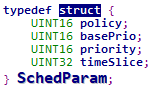 typedef struct {
    UINT16 policy;
    UINT16 basePrio;
    UINT16 priority;
    UINT32 timeSlice;
} SchedParam;